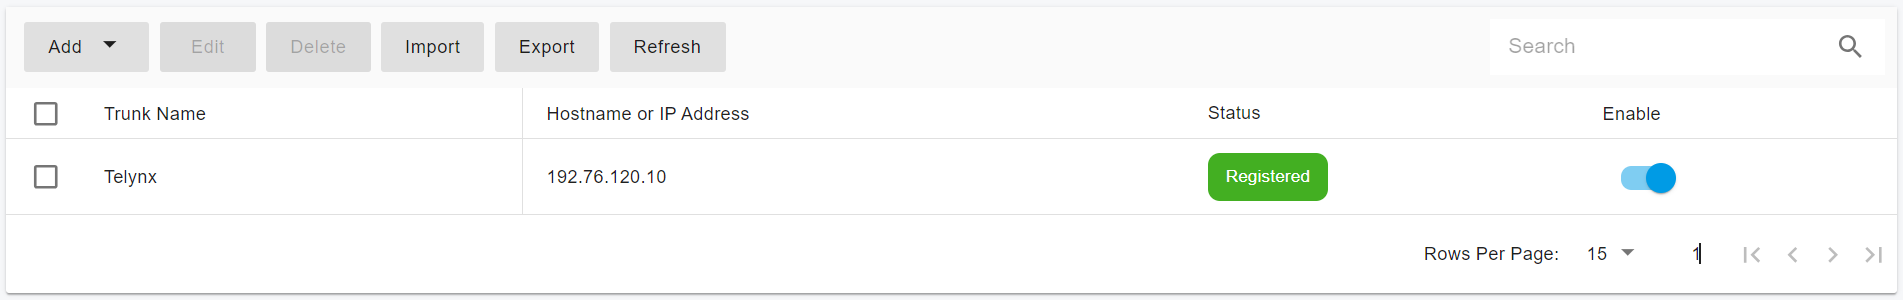 Add Edit Delete Import Export Refresh Search
Trunk Name Hostname or IP Address Status Enable
Telynx 192.76.120.10 Registered
Rows Per Page: 15 1